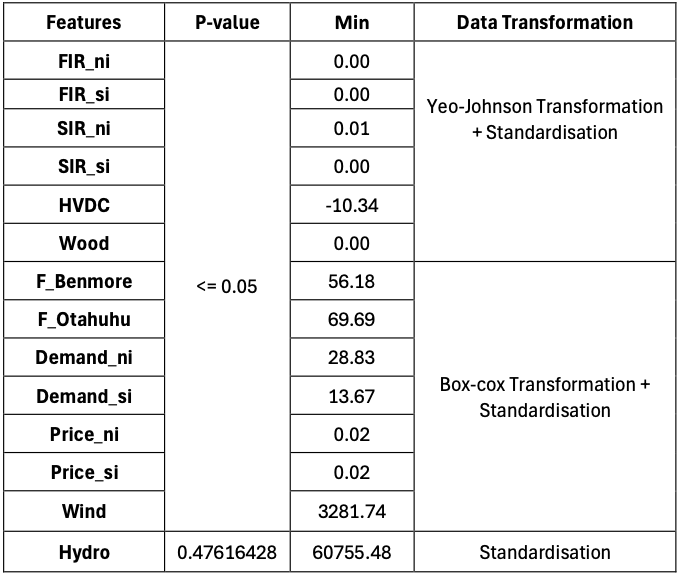 Features P-value Min Data Transformation
FIR_ni 0.00
FIR_si 0.00
Yeo-Johnson Transformation
SIR_ni 0.01
+ Standardisation
SIR_si 0.00
HVDC -10.34
Wood 0.00
F_Benmore 56.18
<= 0.05
F_Otahuhu 69.69
Demand_ni 28.83
Box-cox Transformation +
Demand_si 13.67
Standardisation
Price_ni 0.02
Price_si 0.02
Wind 3281.74
Hydro 0.47616428 60755.48 Standardisation